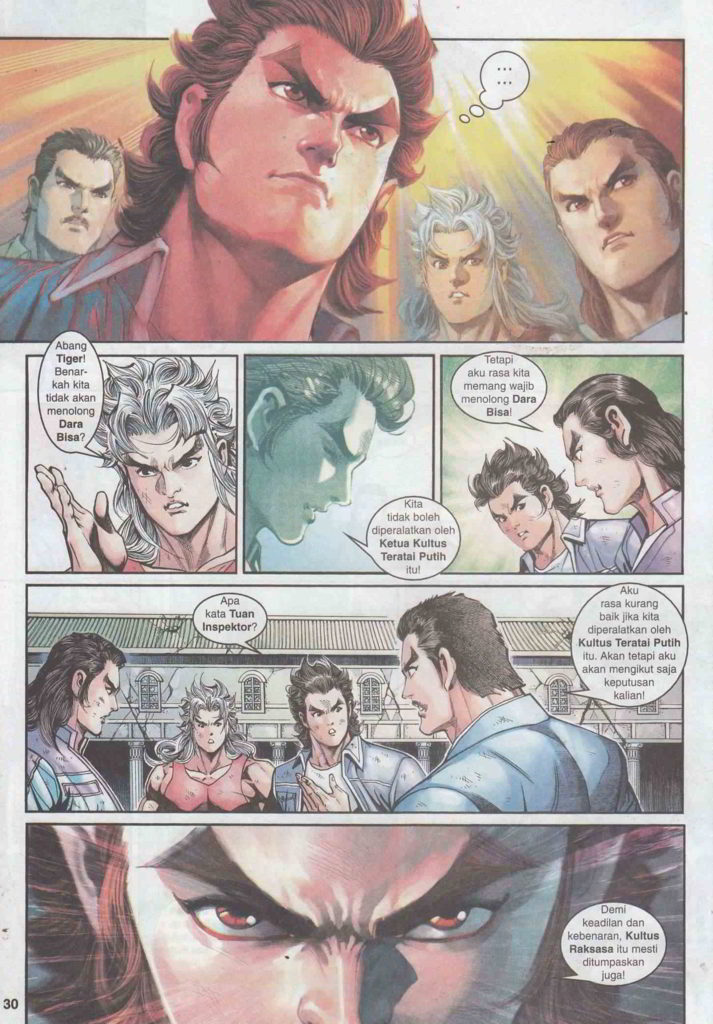 ...
...
Abang
Tiger!
Benar-
kah kita
tidak akan
menolong
Dara
Bisa?
Kita
tidak boleh
diperalatkan oleh
Ketua Kultus
Teratai Putih
itu!
Tetapi
aku rasa kita
memang wajib
menolong Dara
Bisa!
Apa
kata Tuan
Inspektor?
Aku
rasa kurang
baik jika kita
diperalatkan oleh
Kultus Teratai Putih
itu. Akan tetapi aku
akan mengikut saja
keputusan
kalian!
Demi
keadilan dan
kebenaran, Kultus
Raksasa itu mesti
ditumpaskan
juga!
30